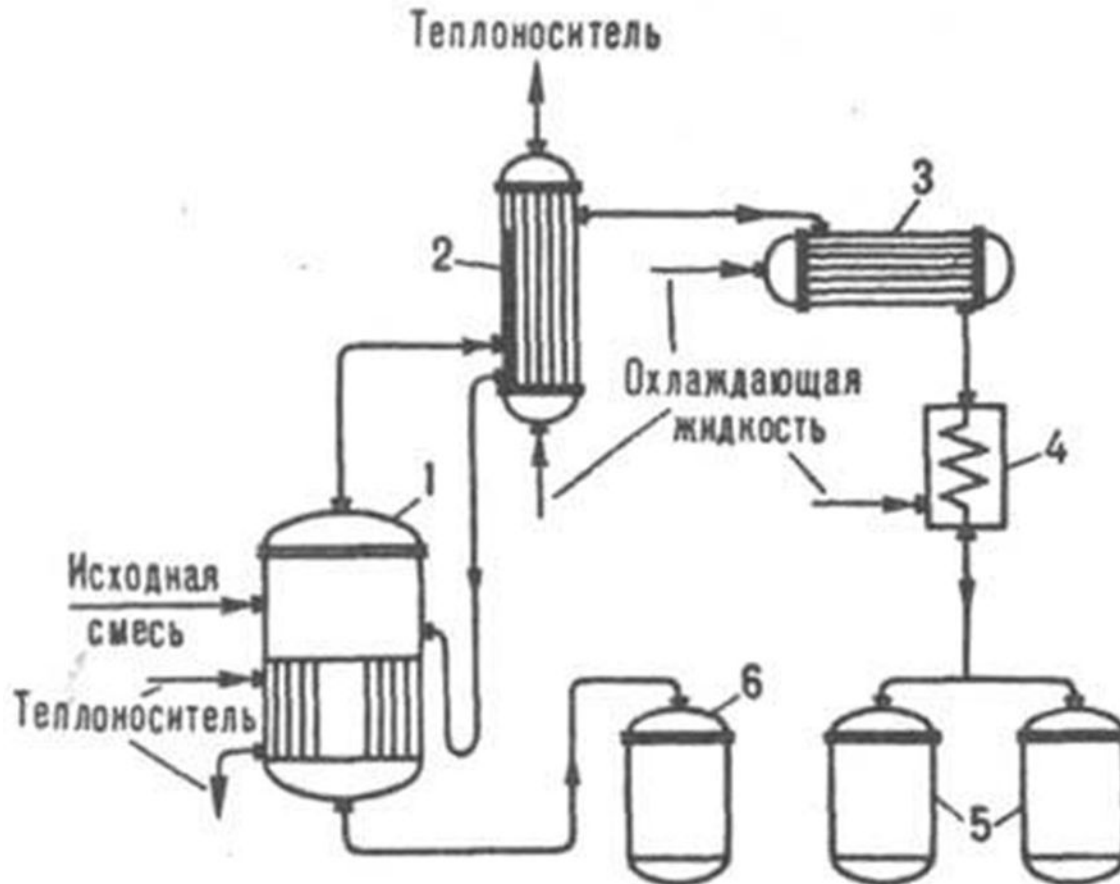 Теплоноситель
3
2
Охлаждающая
жидкость
4
1
Исходная
смесь
Теплоноситель
6
5